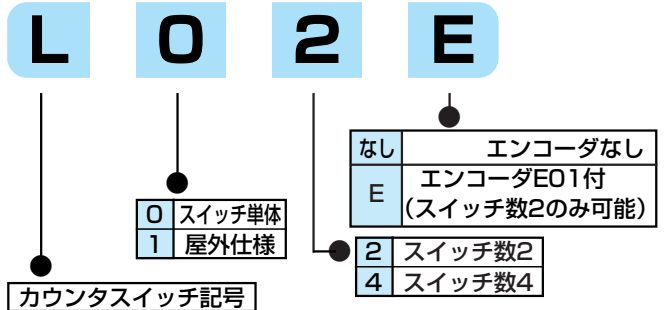 L 0 2 E
なし エンコーダなし
E エンコーダE01付
(スイッチ数2のみ可能)
0 スイッチ単体
1 屋外仕様
2 スイッチ数2
4 スイッチ数4
カウンタスイッチ記号